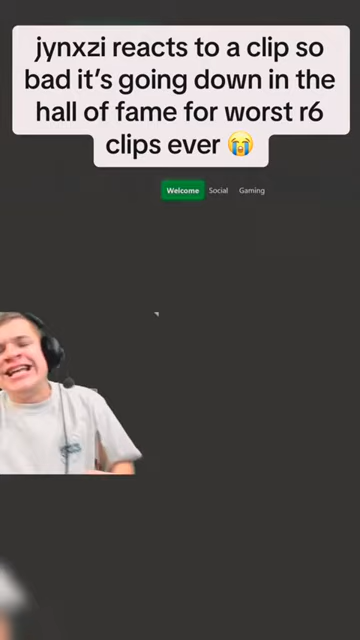 jynxzi reacts to a clip so
bad it’s going down in the
hall of fame for worst r6
clips ever 😭
Welcome Social Gaming